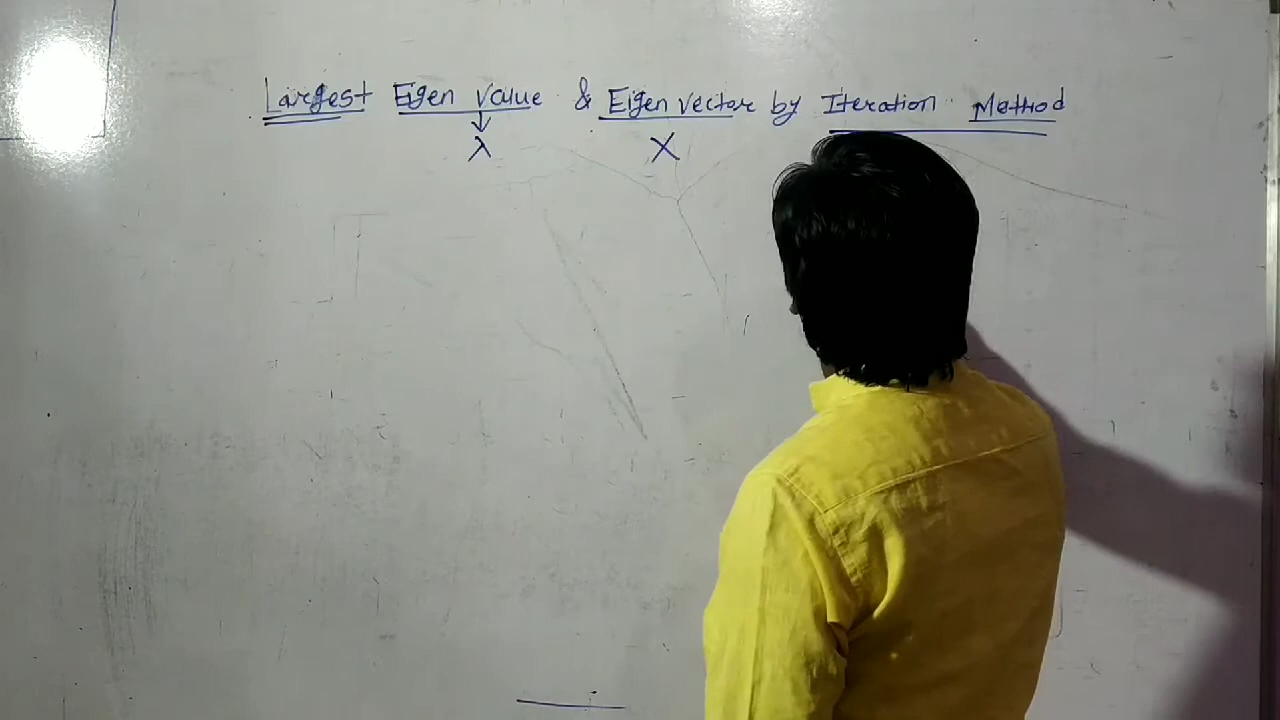 Largest Eigen Value & Eigen Vector by Iteration Method
λ X